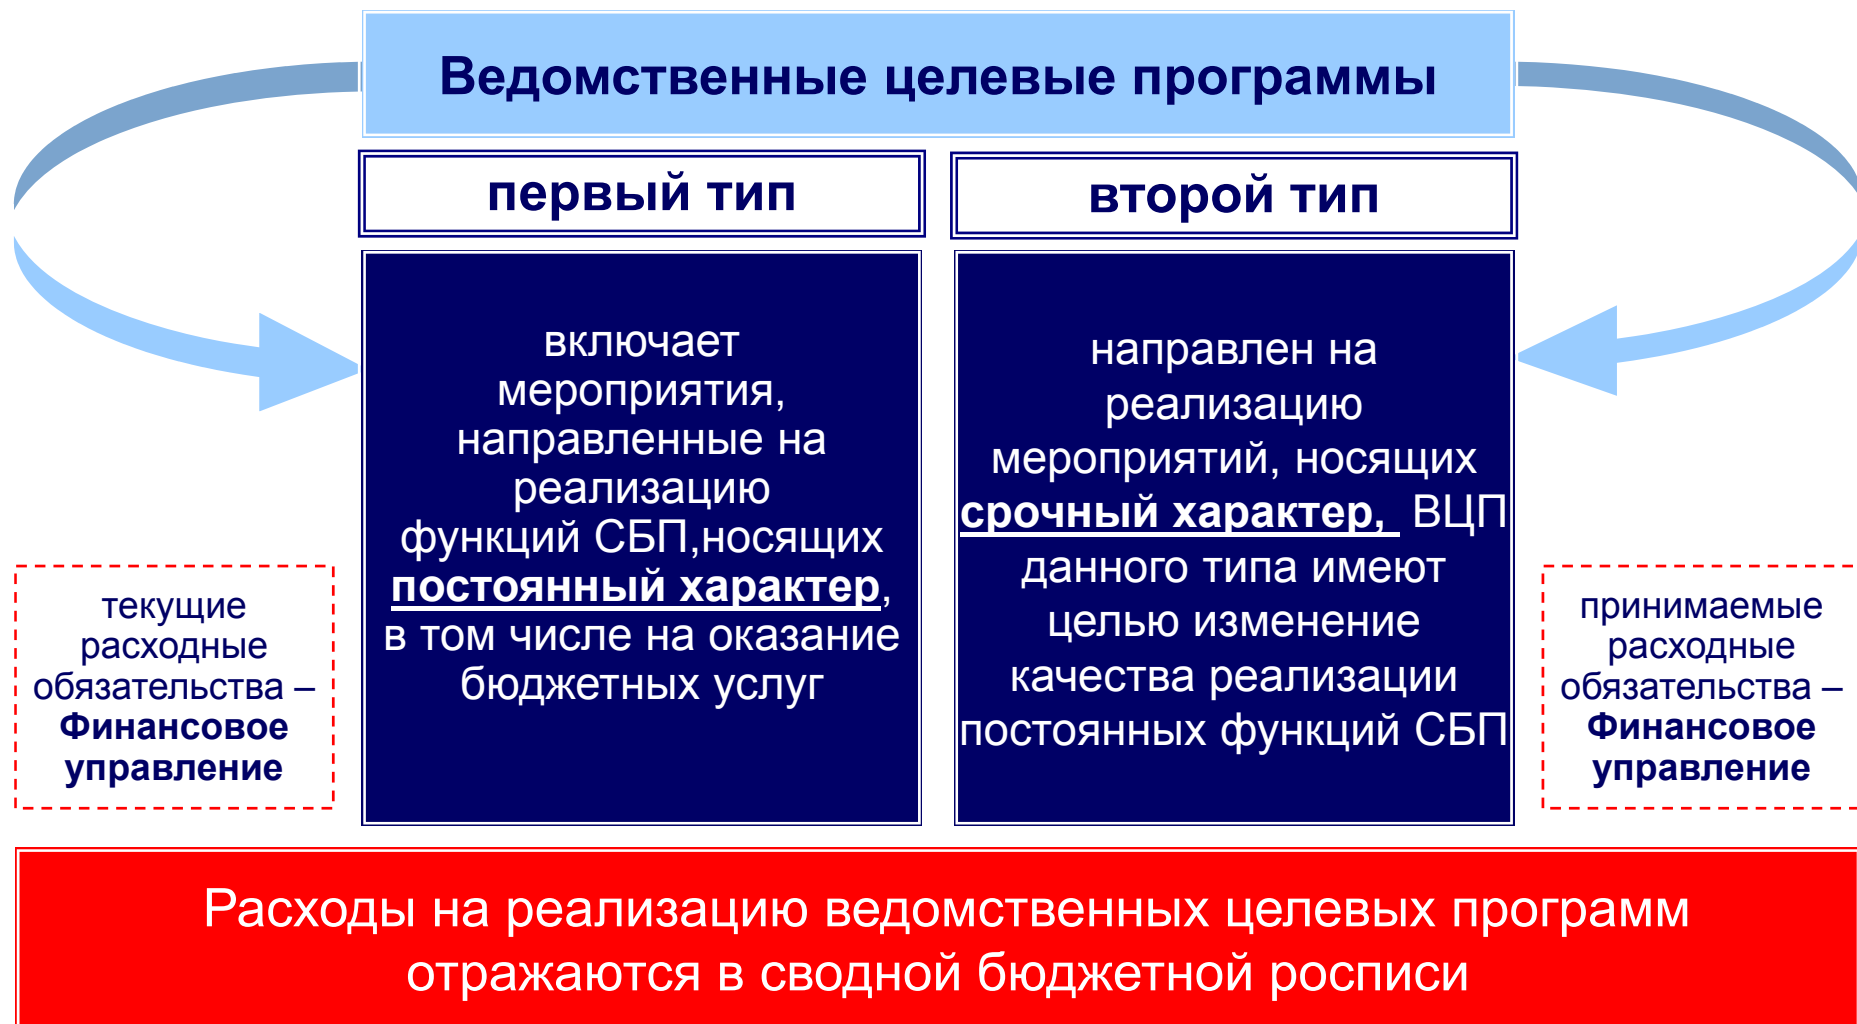 Ведомственные целевые программы
первый тип
второй тип
включает
мероприятия,
направленные на
реализацию
функций СБП,носящих
постоянный характер,
в том числе на оказание
бюджетных услуг
направлен на
реализацию
мероприятий, носящих
срочный характер, ВЦП
данного типа имеют
целью изменение
качества реализации
постоянных функций СБП
текущие
расходные
обязательства –
Финансовое
управление
принимаемые
расходные
обязательства –
Финансовое
управление
Расходы на реализацию ведомственных целевых программ
отражаются в сводной бюджетной росписи